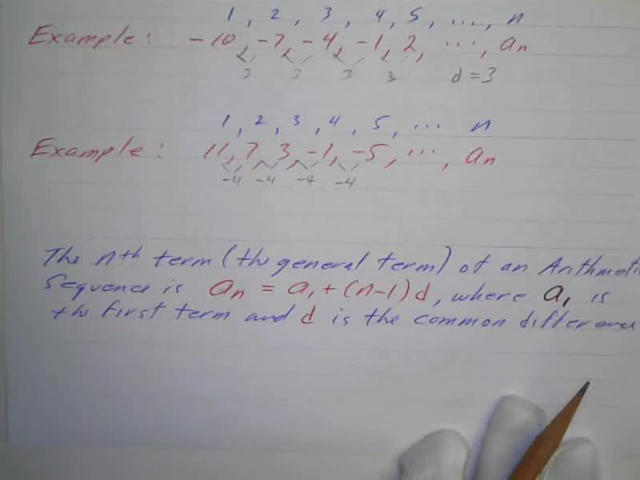 1, 2, 3, 4, 5, ..., n
Example: -10, -7, -4, -1, 2, ..., an
3 3 3 3 d = 3
1, 2, 3, 4, 5, ... n
Example: 11, 7, 3, -1, -5, ..., an
-4 -4 -4 -4
The nth term (the general term) of an Arithmetic
Sequence is an = a1 + (n-1)d, where a1 is
the first term and d is the common difference